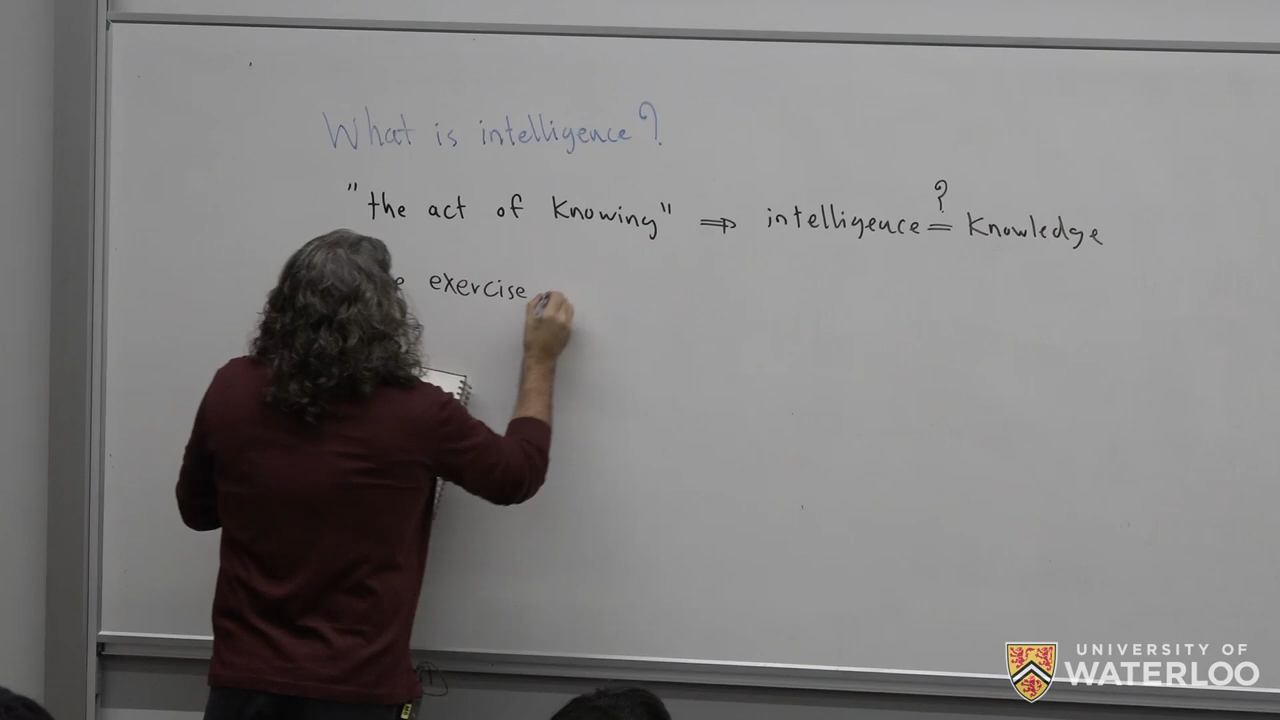 What is intelligence?
"the act of Knowing" ⇒ intelligence ?= Knowledge
exercise
UNIVERSITY OF
WATERLOO